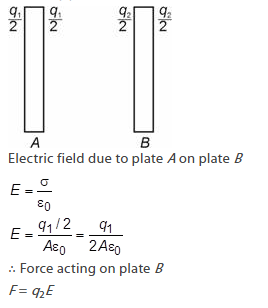 q₁/2 q₁/2 q₂/2 q₂/2
A B
Electric field due to plate A on plate B
E = σ/ε₀
E = (q₁/2)/(Aε₀) = q₁/(2Aε₀)
∴ Force acting on plate B
F = q₂E